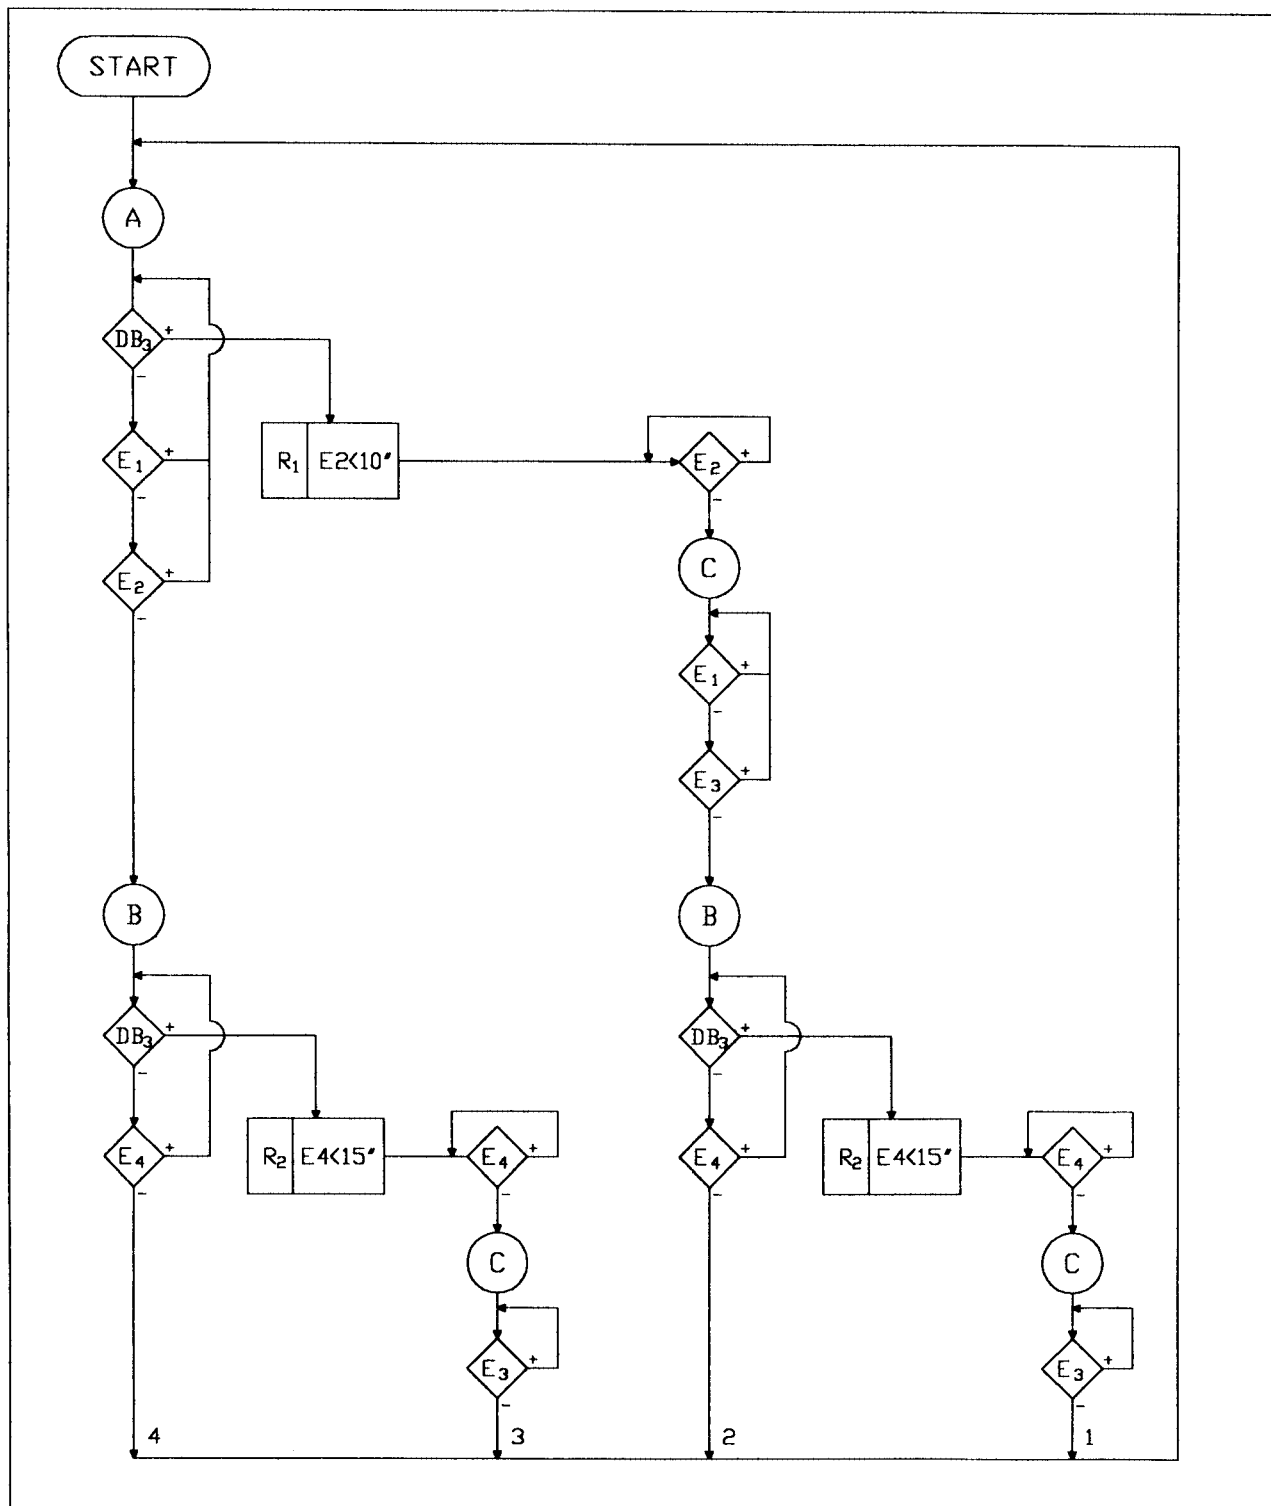 START
A
DB₃ +
-
E₁ +
-
E₂ +
-
R₁ E2<10"
E₂ +
-
C
E₁ +
-
E₃ +
-
B
DB₃ +
-
E₄ +
-
R₂ E4<15"
E₄ +
-
C
E₃ +
-
B
DB₃ +
-
E₄ +
-
R₂ E4<15"
E₄ +
-
C
E₃ +
-
4
3
2
1